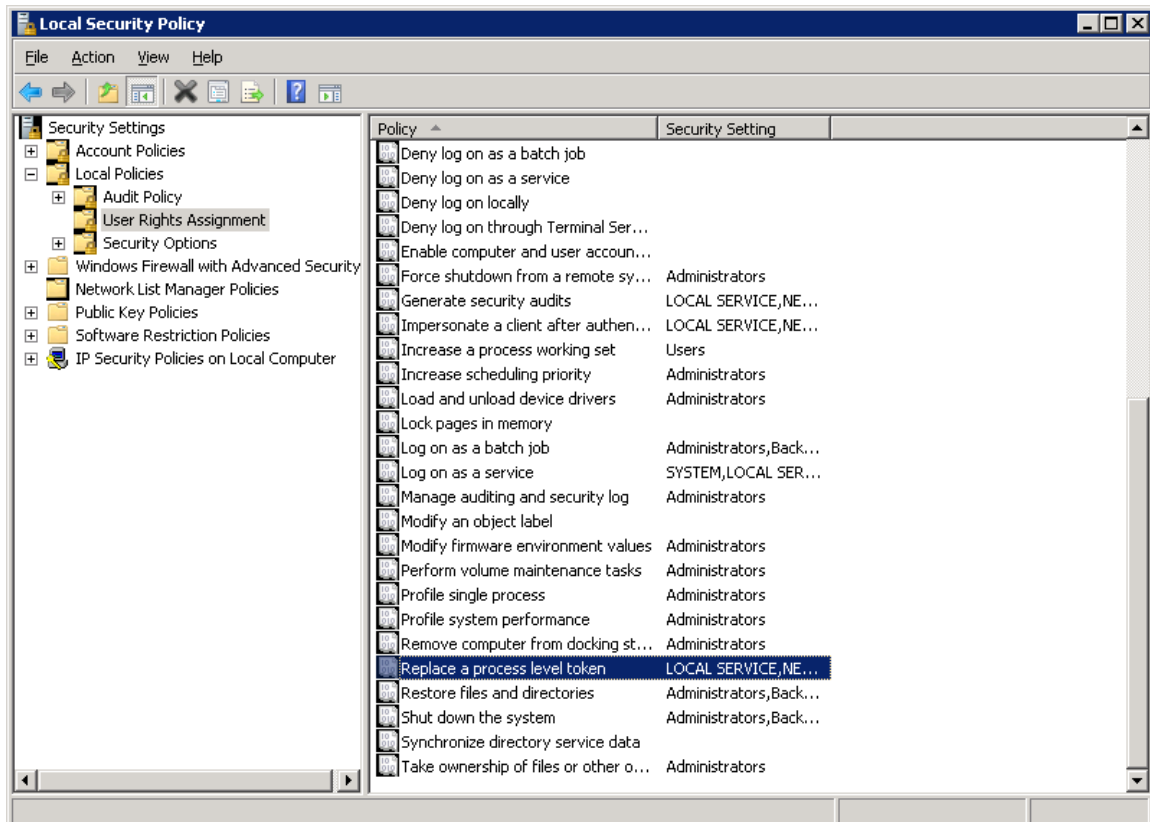 Local Security Policy
File Action View Help
Security Settings
Account Policies
Local Policies
Audit Policy
User Rights Assignment
Security Options
Windows Firewall with Advanced Security
Network List Manager Policies
Public Key Policies
Software Restriction Policies
IP Security Policies on Local Computer
Policy Security Setting
Deny log on as a batch job
Deny log on as a service
Deny log on locally
Deny log on through Terminal Ser...
Enable computer and user accoun...
Force shutdown from a remote sy... Administrators
Generate security audits LOCAL SERVICE,NE...
Impersonate a client after authen... LOCAL SERVICE,NE...
Increase a process working set Users
Increase scheduling priority Administrators
Load and unload device drivers Administrators
Lock pages in memory
Log on as a batch job Administrators,Back...
Log on as a service SYSTEM,LOCAL SER...
Manage auditing and security log Administrators
Modify an object label
Modify firmware environment values Administrators
Perform volume maintenance tasks Administrators
Profile single process Administrators
Profile system performance Administrators
Remove computer from docking st... Administrators
Replace a process level token LOCAL SERVICE,NE...
Restore files and directories Administrators,Back...
Shut down the system Administrators,Back...
Synchronize directory service data
Take ownership of files or other o... Administrators